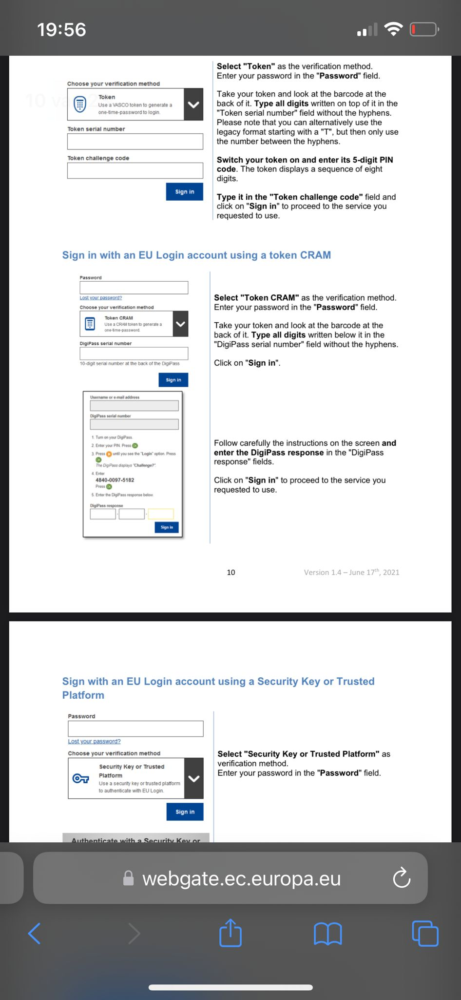 19:56
Select "Token" as the verification method.
Enter your password in the "Password" field.
Choose your verification method
Token
Use a VASCO token to generate a
one-time-password to login.
Take your token and look at the barcode at the
back of it. Type all digits written on top of it in the
"Token serial number" field without the hyphens.
Please note that you can alternatively use the
legacy format starting with a "T", but then only use
the number between the hyphens.
Token serial number
Token challenge code
Switch your token on and enter its 5-digit PIN
code. The token displays a sequence of eight
digits.
Sign in
Type it in the "Token challenge code" field and
click on "Sign in" to proceed to the service you
requested to use.
Sign in with an EU Login account using a token CRAM
Password
Lost your password?
Choose your verification method
Token CRAM
Use a CRAM token to generate a
one-time-password.
DigiPass serial number
10-digit serial number at the back of the DigiPass
Sign in
Select "Token CRAM" as the verification method.
Enter your password in the "Password" field.
Take your token and look at the barcode at the
back of it. Type all digits written below it in the
"DigiPass serial number" field without the hyphens.
Click on "Sign in".
Username or e-mail address
DigiPass serial number
1. Turn on your DigiPass.
2. Enter your PIN. Press OK
3. Press until you see the "Login" option. Press
OK
The DigiPass displays "Challenge?".
4. Enter
4840-0097-5182
Press OK
5. Enter the DigiPass response below.
DigiPass response
- -
Sign in
Follow carefully the instructions on the screen and
enter the DigiPass response in the "DigiPass
response" fields.
Click on "Sign in" to proceed to the service you
requested to use.
10
Version 1.4 – June 17th, 2021
Sign with an EU Login account using a Security Key or Trusted
Platform
Password
Lost your password?
Choose your verification method
Security Key or Trusted
Platform
Use a security key or trusted platform
to authenticate with EU Login.
Sign in
Select "Security Key or Trusted Platform" as
verification method.
Enter your password in the "Password" field.
Authenticate with a Security Key or
webgate.ec.europa.eu